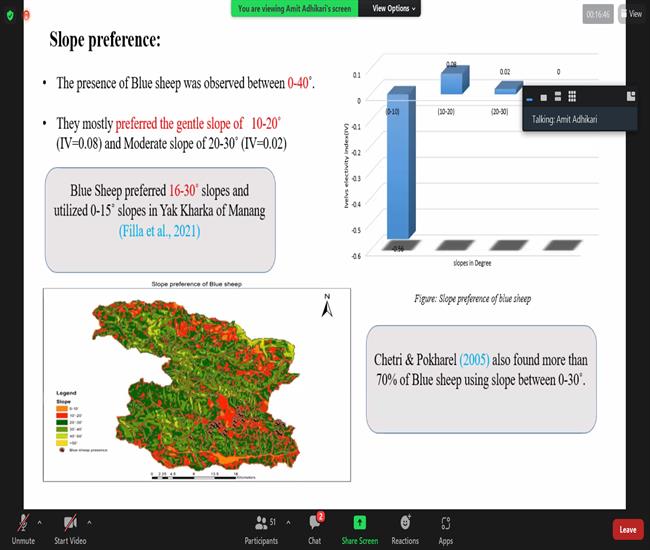 You are viewing Amit Adhikari's screen
View Options
00:16:46
View
Slope preference:
• The presence of Blue sheep was observed between 0-40˚.
• They mostly preferred the gentle slope of 10-20˚
(IV=0.08) and Moderate slope of 20-30˚ (IV=0.02)
Blue Sheep preferred 16-30˚ slopes and
utilized 0-15˚ slopes in Yak Kharka of Manang
(Filla et al., 2021)
0.1
0
-0.1
-0.2
-0.3
-0.4
-0.5
-0.6
Ivelvs electivity index(IV)
0.08
0.02
0
(0-10)
(10-20)
(20-30)
-0.56
slopes in Degree
Talking: Amit Adhikari
Figure: Slope preference of blue sheep
Chetri & Pokharel (2005) also found more than
70% of Blue sheep using slope between 0-30˚.
Slope preference of Blue sheep
N
Legend
Slope
0-10˚
10-20˚
20-30˚
30-40˚
40-50˚
>50˚
Blue sheep presence
0 2.25 4.5 9 13.5 18
Kilometers
Unmute
Start Video
51
Participants
2
Chat
Share Screen
Reactions
Apps
Leave